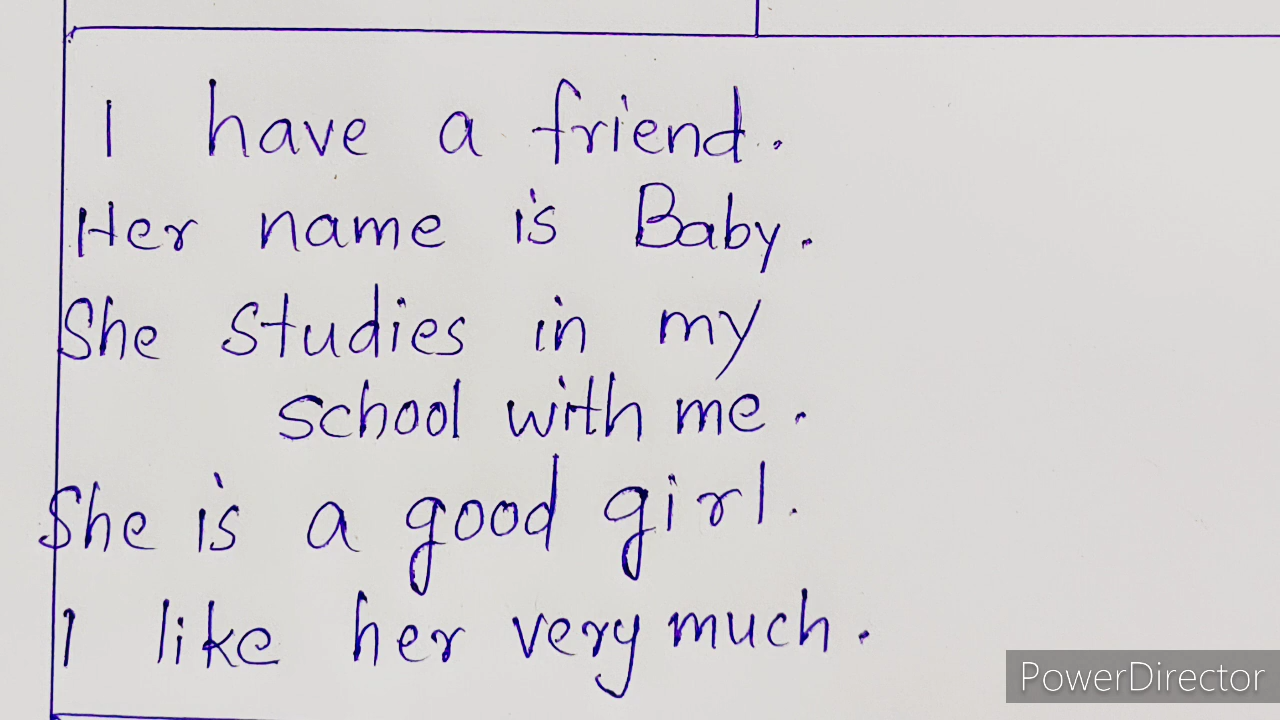 I have a friend.
Her name is Baby.
She studies in my
school with me.
She is a good girl.
I like her very much.
PowerDirector